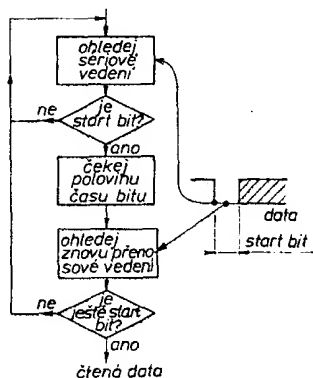 ohledej
sériové
vedení
je
start bit?
ne
ano
čekej
polovinu
času bitu
data
start bit
ohledej
znovu přeno
sové vedení
ne
je
ještě start
bit?
ano
čtená data